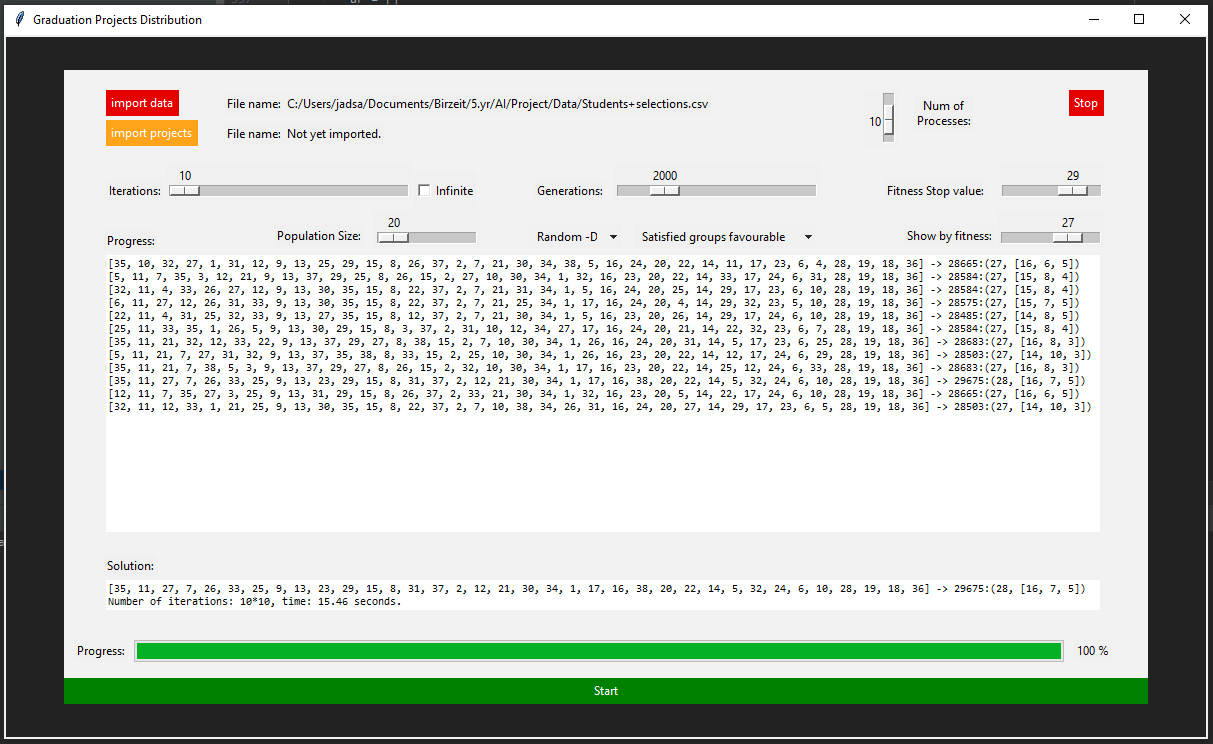 Graduation Projects Distribution
import data File name: C:/Users/jadsa/Documents/Birzeit/5.yr/AI/Project/Data/Students+selections.csv 10 Num of Processes: Stop
import projects File name: Not yet imported.
Iterations: 10 Infinite Generations: 2000 Fitness Stop value: 29
Progress: Population Size: 20 Random -D Satisfied groups favourable Show by fitness: 27
[35, 10, 32, 27, 1, 31, 12, 9, 13, 25, 29, 15, 8, 26, 37, 2, 7, 21, 30, 34, 38, 5, 16, 24, 20, 22, 14, 11, 17, 23, 6, 4, 28, 19, 18, 36] -> 28665:(27, [16, 6, 5])
[5, 11, 7, 35, 3, 12, 21, 9, 13, 37, 29, 25, 8, 26, 15, 2, 27, 10, 30, 34, 1, 32, 16, 23, 20, 22, 14, 33, 17, 24, 6, 31, 28, 19, 18, 36] -> 28584:(27, [15, 8, 4])
[32, 11, 4, 33, 26, 27, 12, 9, 13, 30, 35, 15, 8, 22, 37, 2, 7, 21, 31, 34, 1, 5, 16, 24, 20, 25, 14, 29, 17, 23, 6, 10, 28, 19, 18, 36] -> 28584:(27, [15, 8, 4])
[6, 11, 27, 12, 26, 31, 33, 9, 13, 30, 35, 15, 8, 22, 37, 2, 7, 21, 25, 34, 1, 17, 16, 24, 20, 4, 14, 29, 32, 23, 5, 10, 28, 19, 18, 36] -> 28575:(27, [15, 7, 5])
[22, 11, 4, 31, 25, 32, 33, 9, 13, 27, 35, 15, 8, 12, 37, 2, 7, 21, 30, 34, 1, 5, 16, 23, 20, 26, 14, 29, 17, 24, 6, 10, 28, 19, 18, 36] -> 28485:(27, [14, 8, 5])
[25, 11, 33, 35, 1, 26, 5, 9, 13, 30, 29, 15, 8, 3, 37, 2, 31, 10, 12, 34, 27, 17, 16, 24, 20, 21, 14, 22, 32, 23, 6, 7, 28, 19, 18, 36] -> 28584:(27, [15, 8, 4])
[35, 11, 21, 32, 12, 33, 22, 9, 13, 37, 29, 27, 8, 38, 15, 2, 7, 10, 30, 34, 1, 26, 16, 24, 20, 31, 14, 5, 17, 23, 6, 25, 28, 19, 18, 36] -> 28683:(27, [16, 8, 3])
[5, 11, 21, 7, 27, 31, 32, 9, 13, 37, 35, 38, 8, 33, 15, 2, 25, 10, 30, 34, 1, 26, 16, 23, 20, 22, 14, 12, 17, 24, 6, 29, 28, 19, 18, 36] -> 28503:(27, [14, 10, 3])
[35, 11, 21, 7, 38, 5, 3, 9, 13, 37, 29, 27, 8, 26, 15, 2, 32, 10, 30, 34, 1, 17, 16, 23, 20, 22, 14, 25, 12, 24, 6, 33, 28, 19, 18, 36] -> 28683:(27, [16, 8, 3])
[35, 11, 27, 7, 26, 33, 25, 9, 13, 23, 29, 15, 8, 31, 37, 2, 12, 21, 30, 34, 1, 17, 16, 38, 20, 22, 14, 5, 32, 24, 6, 10, 28, 19, 18, 36] -> 29675:(28, [16, 7, 5])
[12, 11, 7, 35, 27, 3, 25, 9, 13, 31, 29, 15, 8, 26, 37, 2, 33, 21, 30, 34, 1, 32, 16, 23, 20, 5, 14, 22, 17, 24, 6, 10, 28, 19, 18, 36] -> 28665:(27, [16, 6, 5])
[32, 11, 12, 33, 1, 21, 25, 9, 13, 30, 35, 15, 8, 22, 37, 2, 7, 10, 38, 34, 26, 31, 16, 24, 20, 27, 14, 29, 17, 23, 6, 5, 28, 19, 18, 36] -> 28503:(27, [14, 10, 3])
Solution:
[35, 11, 27, 7, 26, 33, 25, 9, 13, 23, 29, 15, 8, 31, 37, 2, 12, 21, 30, 34, 1, 17, 16, 38, 20, 22, 14, 5, 32, 24, 6, 10, 28, 19, 18, 36] -> 29675:(28, [16, 7, 5])
Number of iterations: 10*10, time: 15.46 seconds.
Progress: 100 %
Start